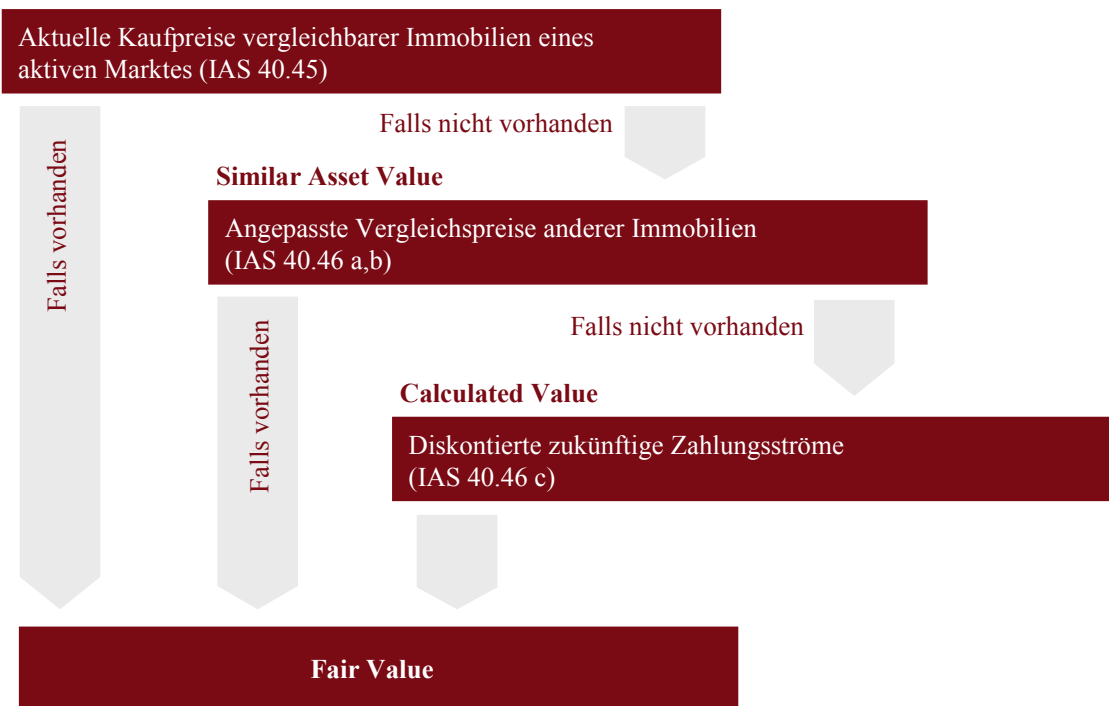 Aktuelle Kaufpreise vergleichbarer Immobilien eines
aktiven Marktes (IAS 40.45)
Falls vorhanden
Falls nicht vorhanden
Similar Asset Value
Angepasste Vergleichspreise anderer Immobilien
(IAS 40.46 a,b)
Falls vorhanden
Falls nicht vorhanden
Calculated Value
Diskontierte zukünftige Zahlungsströme
(IAS 40.46 c)
Fair Value